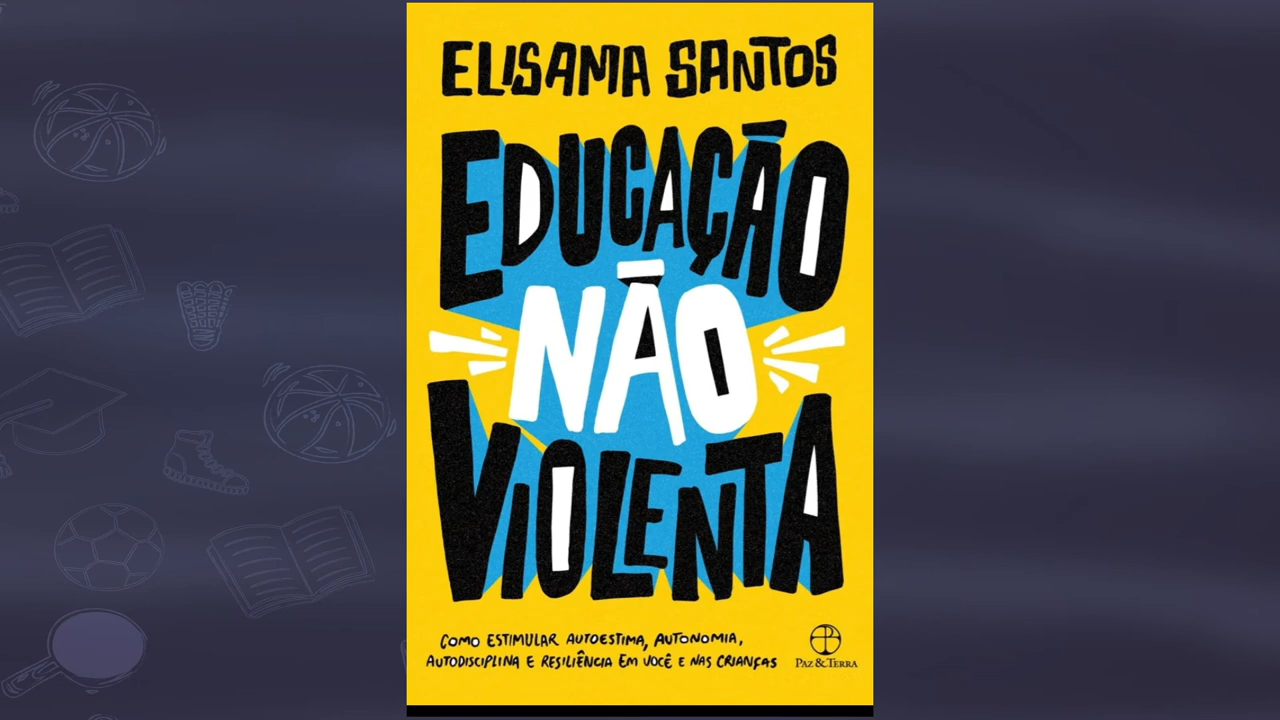 ELISAMA SANTOS
EDUCAÇÃO
NÃO
VIOLENTA
COMO ESTIMULAR AUTOESTIMA, AUTONOMIA,
AUTODISCIPLINA E RESILIÊNCIA EM VOCÊ E NAS CRIANÇAS
PAZ & TERRA